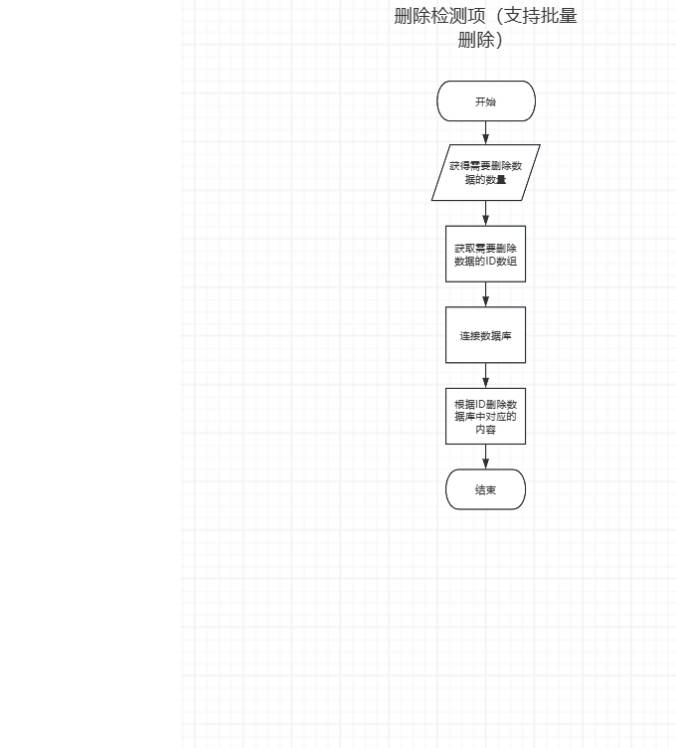 删除检测项（支持批量
删除）
开始
获得需要删除数
据的数量
获取需要删除
数据的ID数组
连接数据库
根据ID删除数
据库中对应的
内容
结束